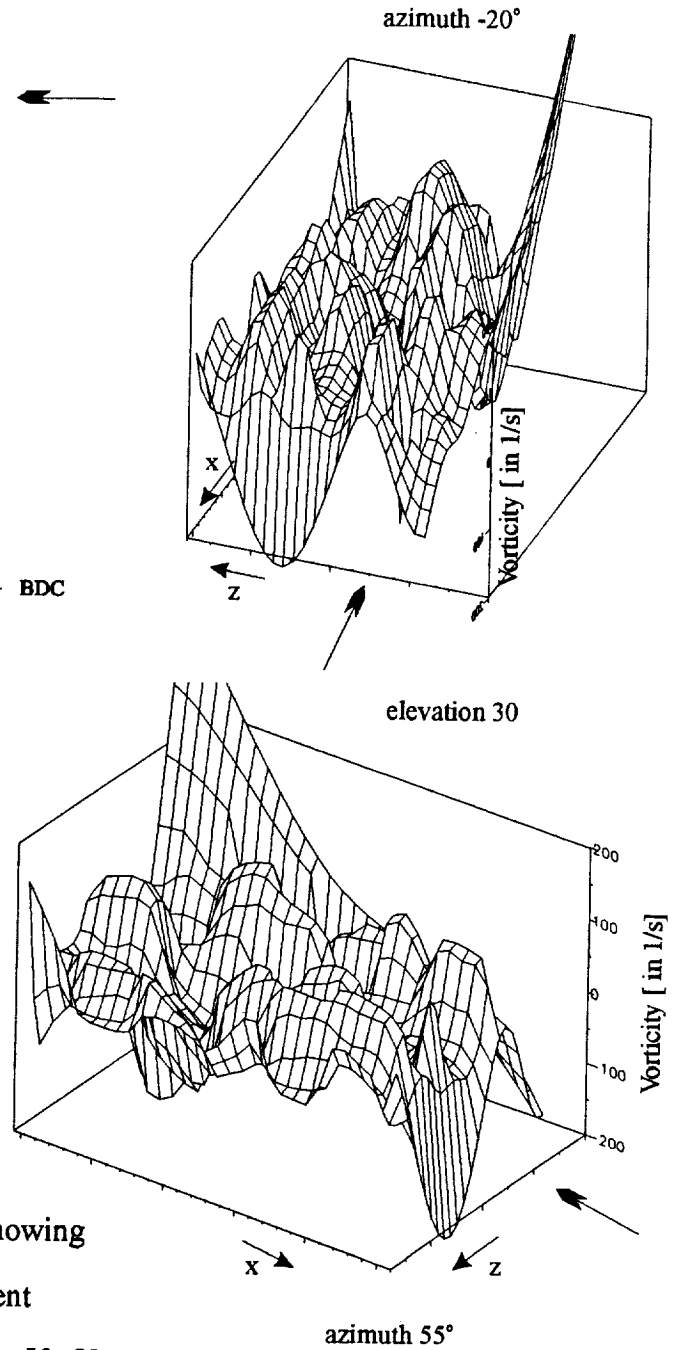 azimuth -20°
Vorticity [ in 1/s]
x
z
BDC
elevation 30
200
100
0
-100
-200
Vorticity [ in 1/s]
nowing
x
z
ent
azimuth 55°